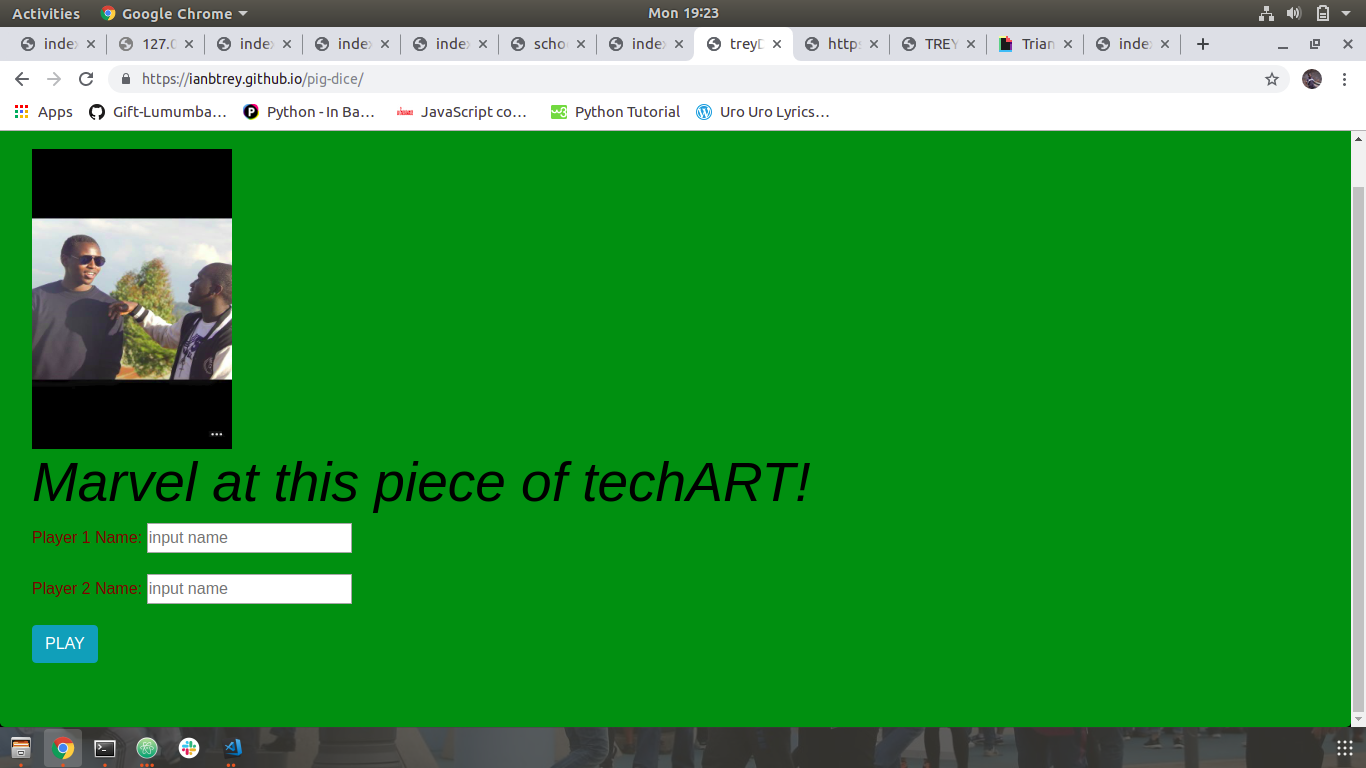 Activities Google Chrome Mon 19:23
index 127.0 index index index scho index treyD https TREY Trian index
https://ianbtrey.github.io/pig-dice/
Apps Gift-Lumumba… Python - In Ba… JavaScript co… Python Tutorial Uro Uro Lyrics…
Marvel at this piece of techART!
Player 1 Name: input name
Player 2 Name: input name
PLAY